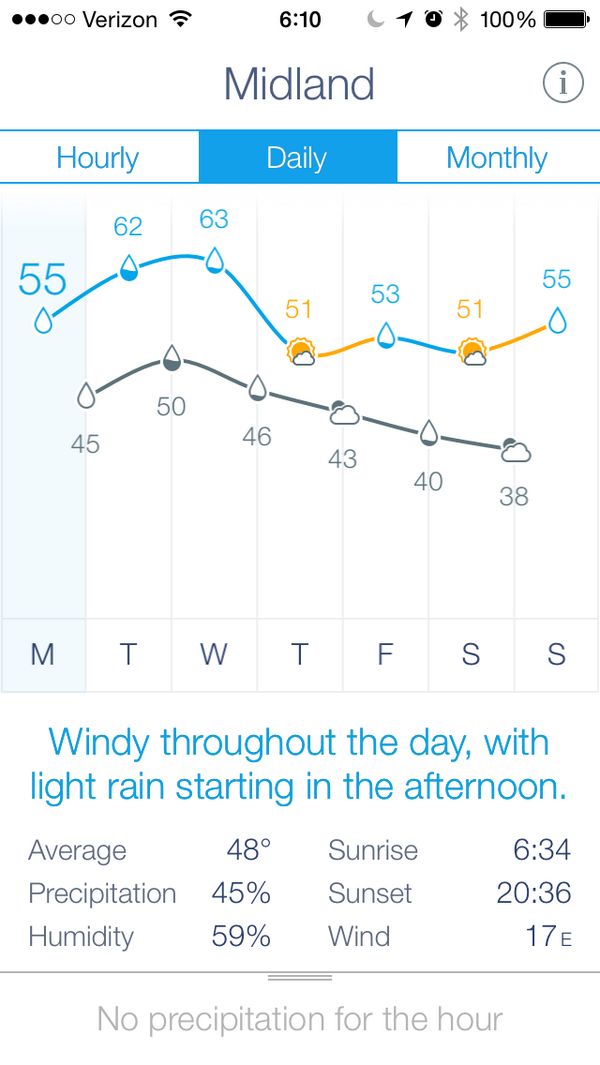 Verizon 6:10 100%
Midland i
Hourly Daily Monthly
55 62 63 51 53 51 55
45 50 46 43 40 38
M T W T F S S
Windy throughout the day, with
light rain starting in the afternoon.
Average 48° Sunrise 6:34
Precipitation 45% Sunset 20:36
Humidity 59% Wind 17 E
No precipitation for the hour